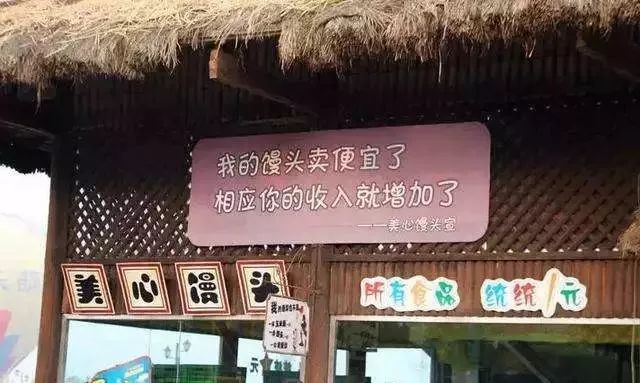 我的馒头卖便宜了
相应你的收入就增加了
——美心馒头宣
美心馒头
所有食品 统统1元